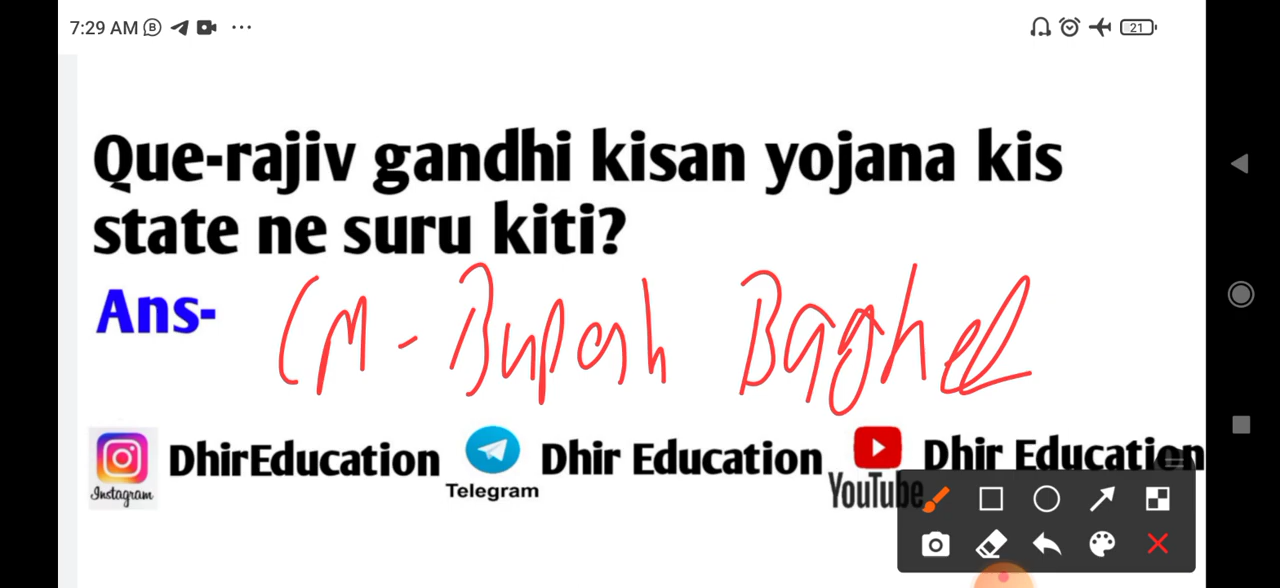 7:29 AM
21
Que-rajiv gandhi kisan yojana kis
state ne suru kiti?
Ans- CM - Bupesh Baghel
Instagram DhirEducation Telegram Dhir Education YouTube Dhir Education